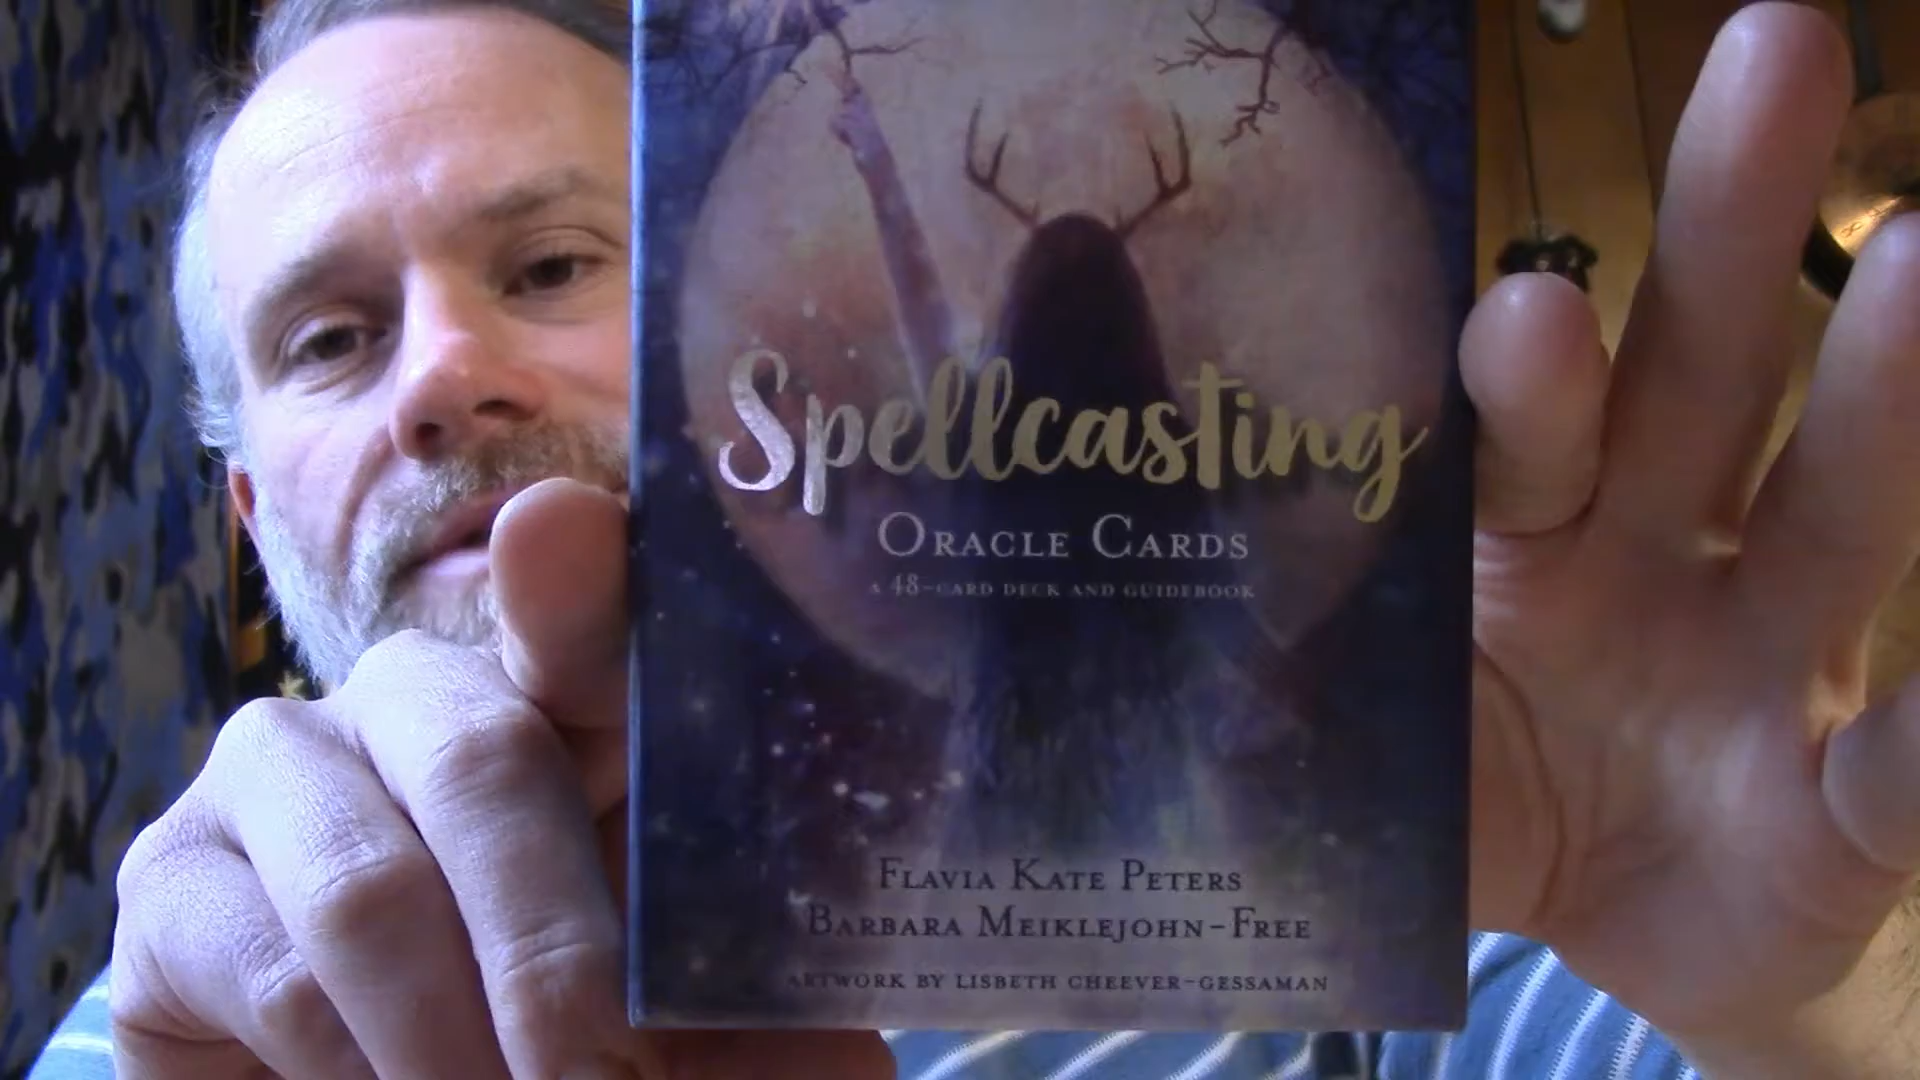 Spellcasting
ORACLE CARDS
A 48-CARD DECK AND GUIDEBOOK
FLAVIA KATE PETERS
BARBARA MEIKLEJOHN-FREE
ARTWORK BY LISBETH CHEEVER-GESSAMAN